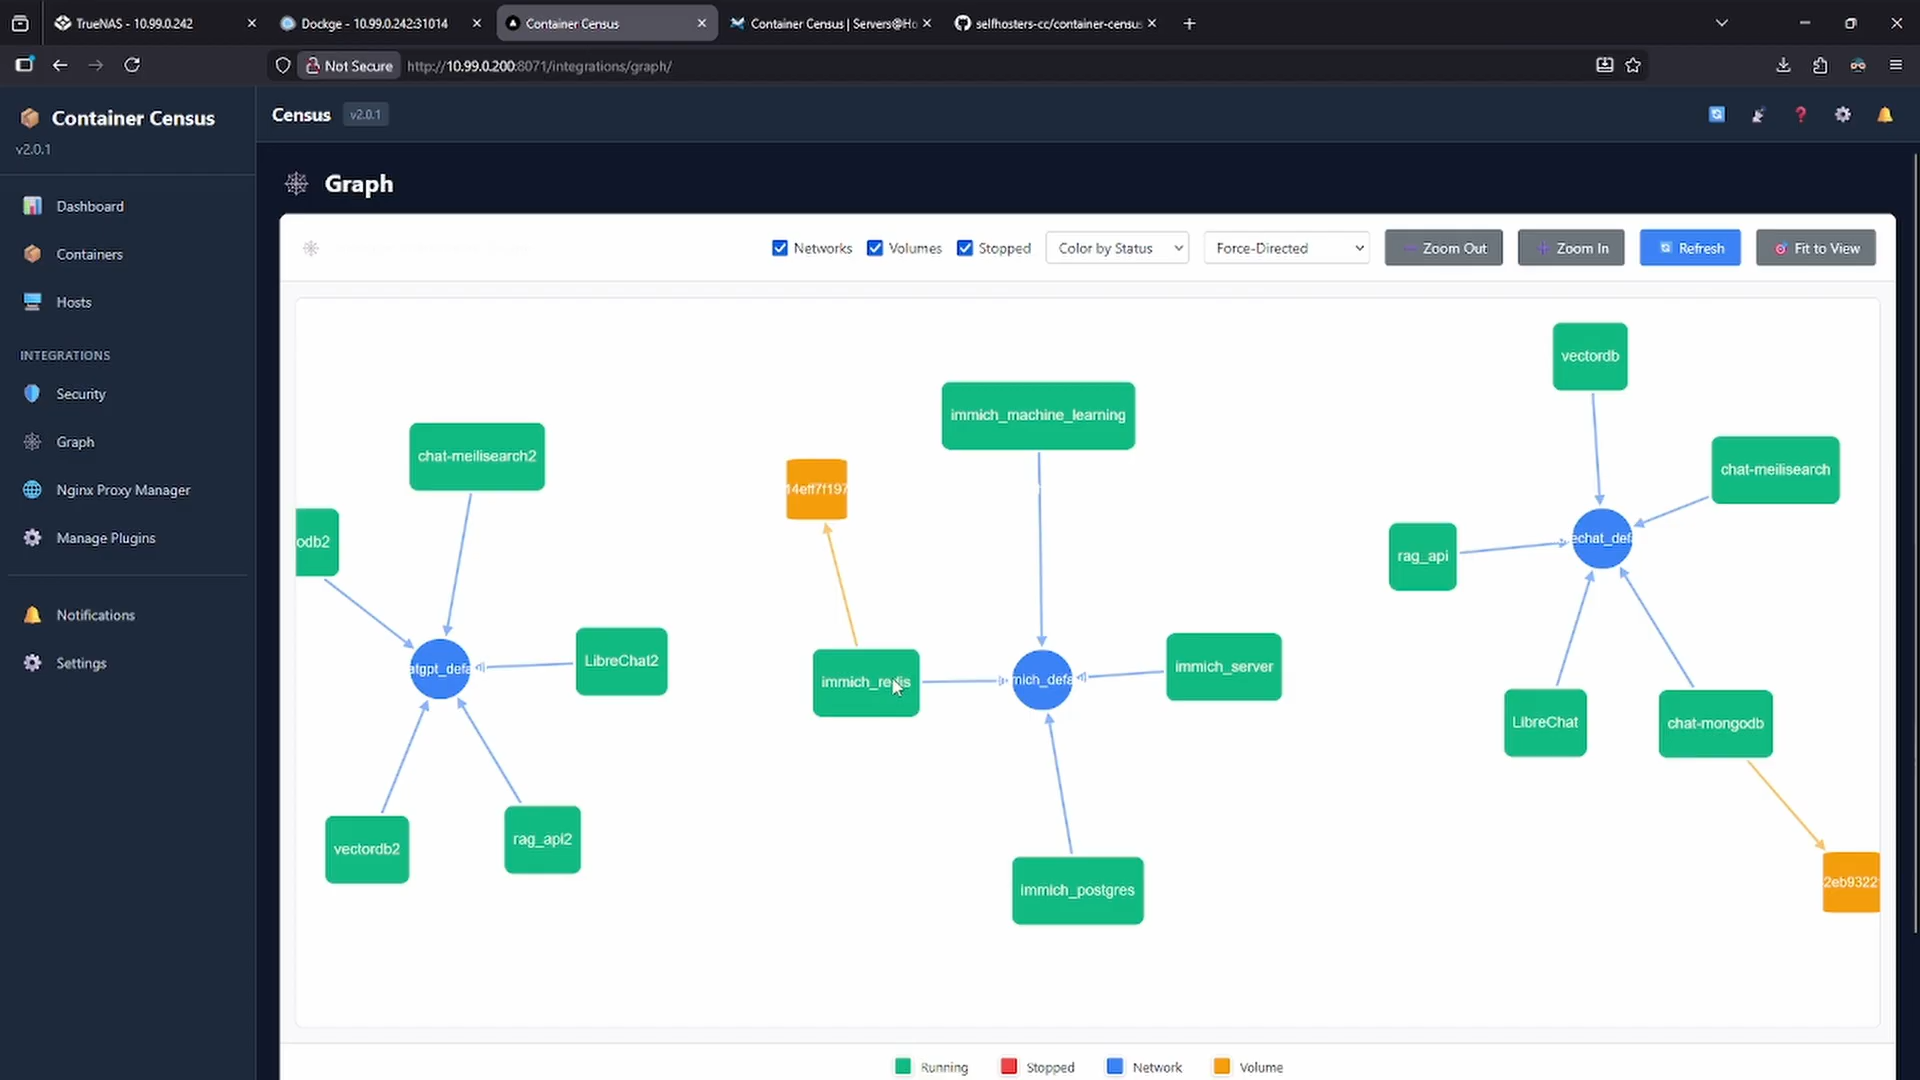 TrueNAS - 10.99.0.242
Dockge - 10.99.0.242:31014
Container Census
Container Census | Servers@Ho
selfhosters-cc/container-census
Not Secure
http://10.99.0.200:8071/integrations/graph/
Container Census
v2.0.1
Census
v2.0.1
Dashboard
Containers
Hosts
INTEGRATIONS
Security
Graph
Nginx Proxy Manager
Manage Plugins
Notifications
Settings
Graph
Networks
Volumes
Stopped
Color by Status
Force-Directed
Zoom Out
Zoom In
Refresh
Fit to View
vectordb
immich_machine_learning
chat-meilisearch2
chat-meilisearch
14eff7f197
odb2
echat_defa
rag_api
LibreChat2
atgpt_defa
immich_redis
mich_defa
immich_server
LibreChat
chat-mongodb
vectordb2
rag_api2
immich_postgres
2eb9322
Running
Stopped
Network
Volume